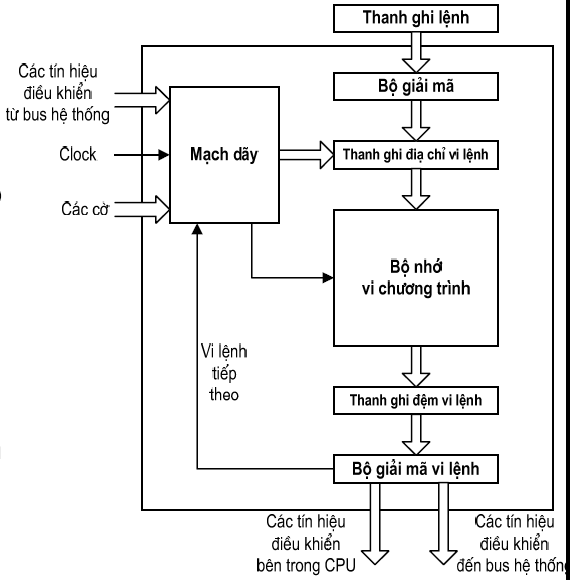 Thanh ghi lệnh
Các tín hiệu
điều khiển
từ bus hệ thống
Bộ giải mã
Clock
Mạch dãy
Thanh ghi điạ chỉ vi lệnh
Các cờ
Bộ nhớ
vi chương trình
Vi lệnh
tiếp
theo
Thanh ghi đệm vi lệnh
Bộ giải mã vi lệnh
Các tín hiệu
điều khiển
bên trong CPU
Các tín hiệu
điều khiển
đến bus hệ thống